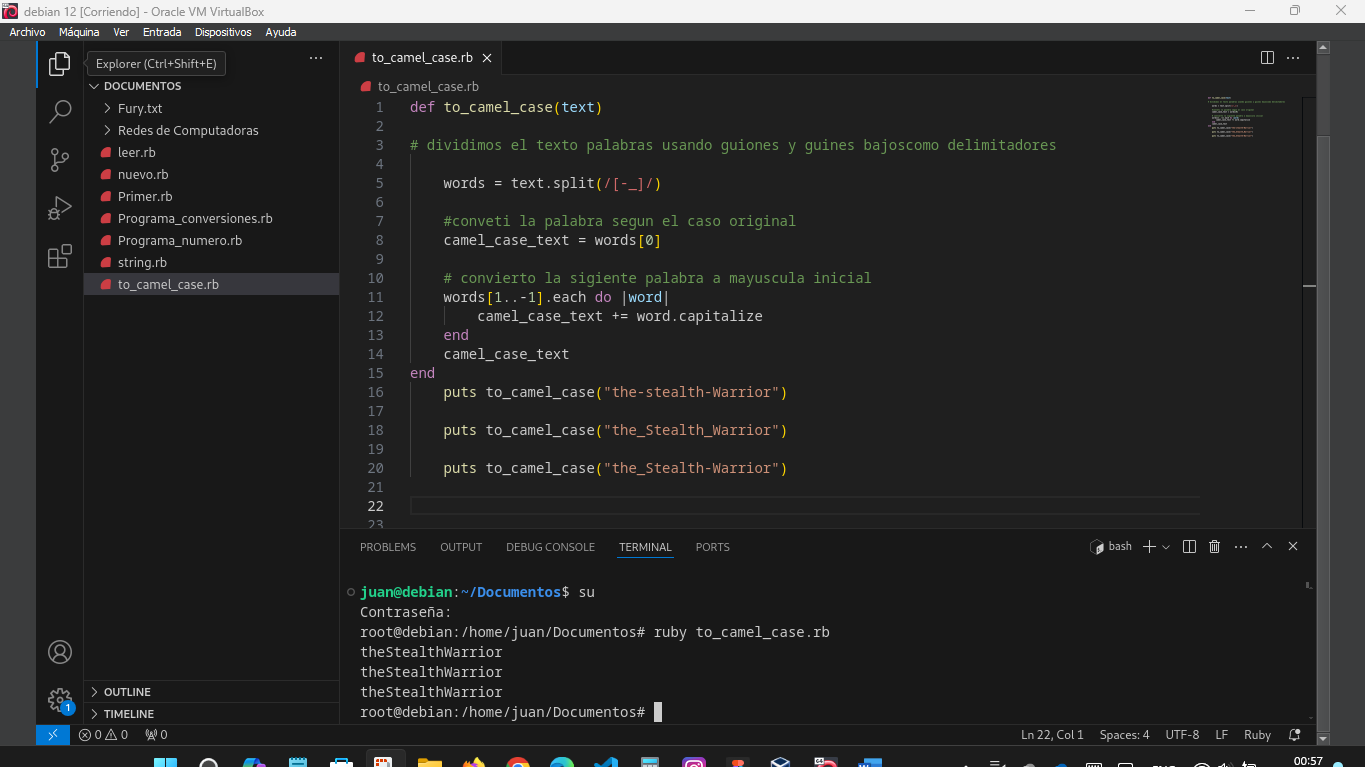 debian 12 [Corriendo] - Oracle VM VirtualBox
Archivo Máquina Ver Entrada Dispositivos Ayuda
Explorer (Ctrl+Shift+E)
DOCUMENTOS
Fury.txt
Redes de Computadoras
leer.rb
nuevo.rb
Primer.rb
Programa_conversiones.rb
Programa_numero.rb
string.rb
to_camel_case.rb
OUTLINE
TIMELINE
1
to_camel_case.rb
to_camel_case.rb
1 def to_camel_case(text)
2
3 # dividimos el texto palabras usando guiones y guines bajoscomo delimitadores
4
5 words = text.split(/[-_]/)
6
7 #conveti la palabra segun el caso original
8 camel_case_text = words[0]
9
10 # convierto la sigiente palabra a mayuscula inicial
11 words[1..-1].each do |word|
12 camel_case_text += word.capitalize
13 end
14 camel_case_text
15 end
16 puts to_camel_case("the-stealth-Warrior")
17
18 puts to_camel_case("the_Stealth_Warrior")
19
20 puts to_camel_case("the_Stealth-Warrior")
21
22
23
PROBLEMS OUTPUT DEBUG CONSOLE TERMINAL PORTS bash
juan@debian:~/Documentos$ su
Contraseña:
root@debian:/home/juan/Documentos# ruby to_camel_case.rb
theStealthWarrior
theStealthWarrior
theStealthWarrior
root@debian:/home/juan/Documentos#
0 0 0 Ln 22, Col 1 Spaces: 4 UTF-8 LF Ruby
00:57